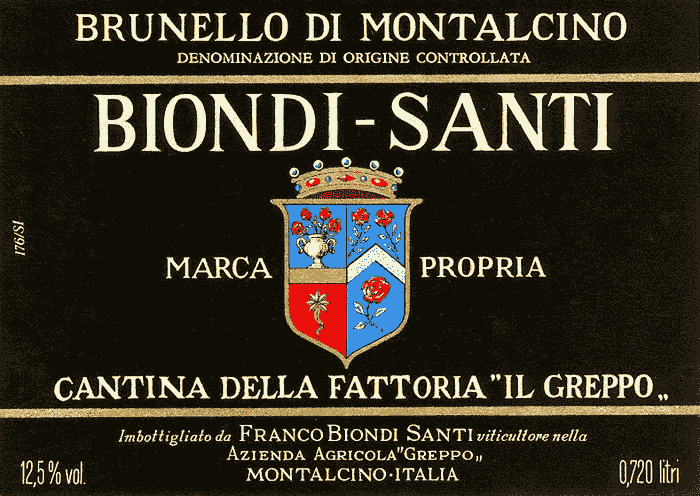 BRUNELLO DI MONTALCINO
DENOMINAZIONE DI ORIGINE CONTROLLATA
BIONDI-SANTI
176/SI
MARCA PROPRIA
CANTINA DELLA FATTORIA "IL GREPPO„
Imbottigliato da FRANCO BIONDI SANTI viticultore nella
AZIENDA AGRICOLA "GREPPO„
12,5% vol. MONTALCINO·ITALIA 0,720 litri